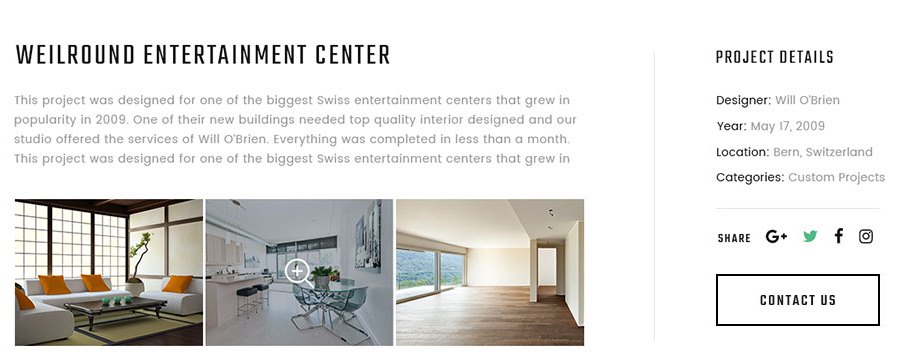 WEILROUND ENTERTAINMENT CENTER
This project was designed for one of the biggest Swiss entertainment centers that grew in
popularity in 2009. One of their new buildings needed top quality interior designed and our
studio offered the services of Will O'Brien. Everything was completed in less than a month.
This project was designed for one of the biggest Swiss entertainment centers that grew in
PROJECT DETAILS
Designer: Will O'Brien
Year: May 17, 2009
Location: Bern, Switzerland
Categories: Custom Projects
SHARE G+ f
CONTACT US